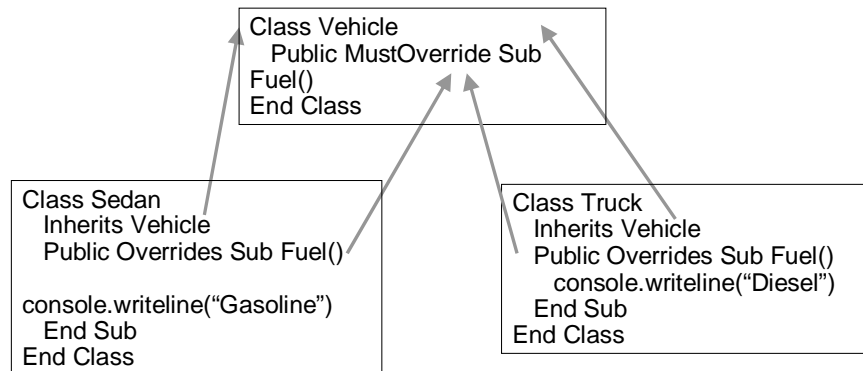 Class Vehicle
Public MustOverride Sub
Fuel()
End Class
Class Sedan
Inherits Vehicle
Public Overrides Sub Fuel()
console.writeline(“Gasoline”)
End Sub
End Class
Class Truck
Inherits Vehicle
Public Overrides Sub Fuel()
console.writeline(“Diesel”)
End Sub
End Class